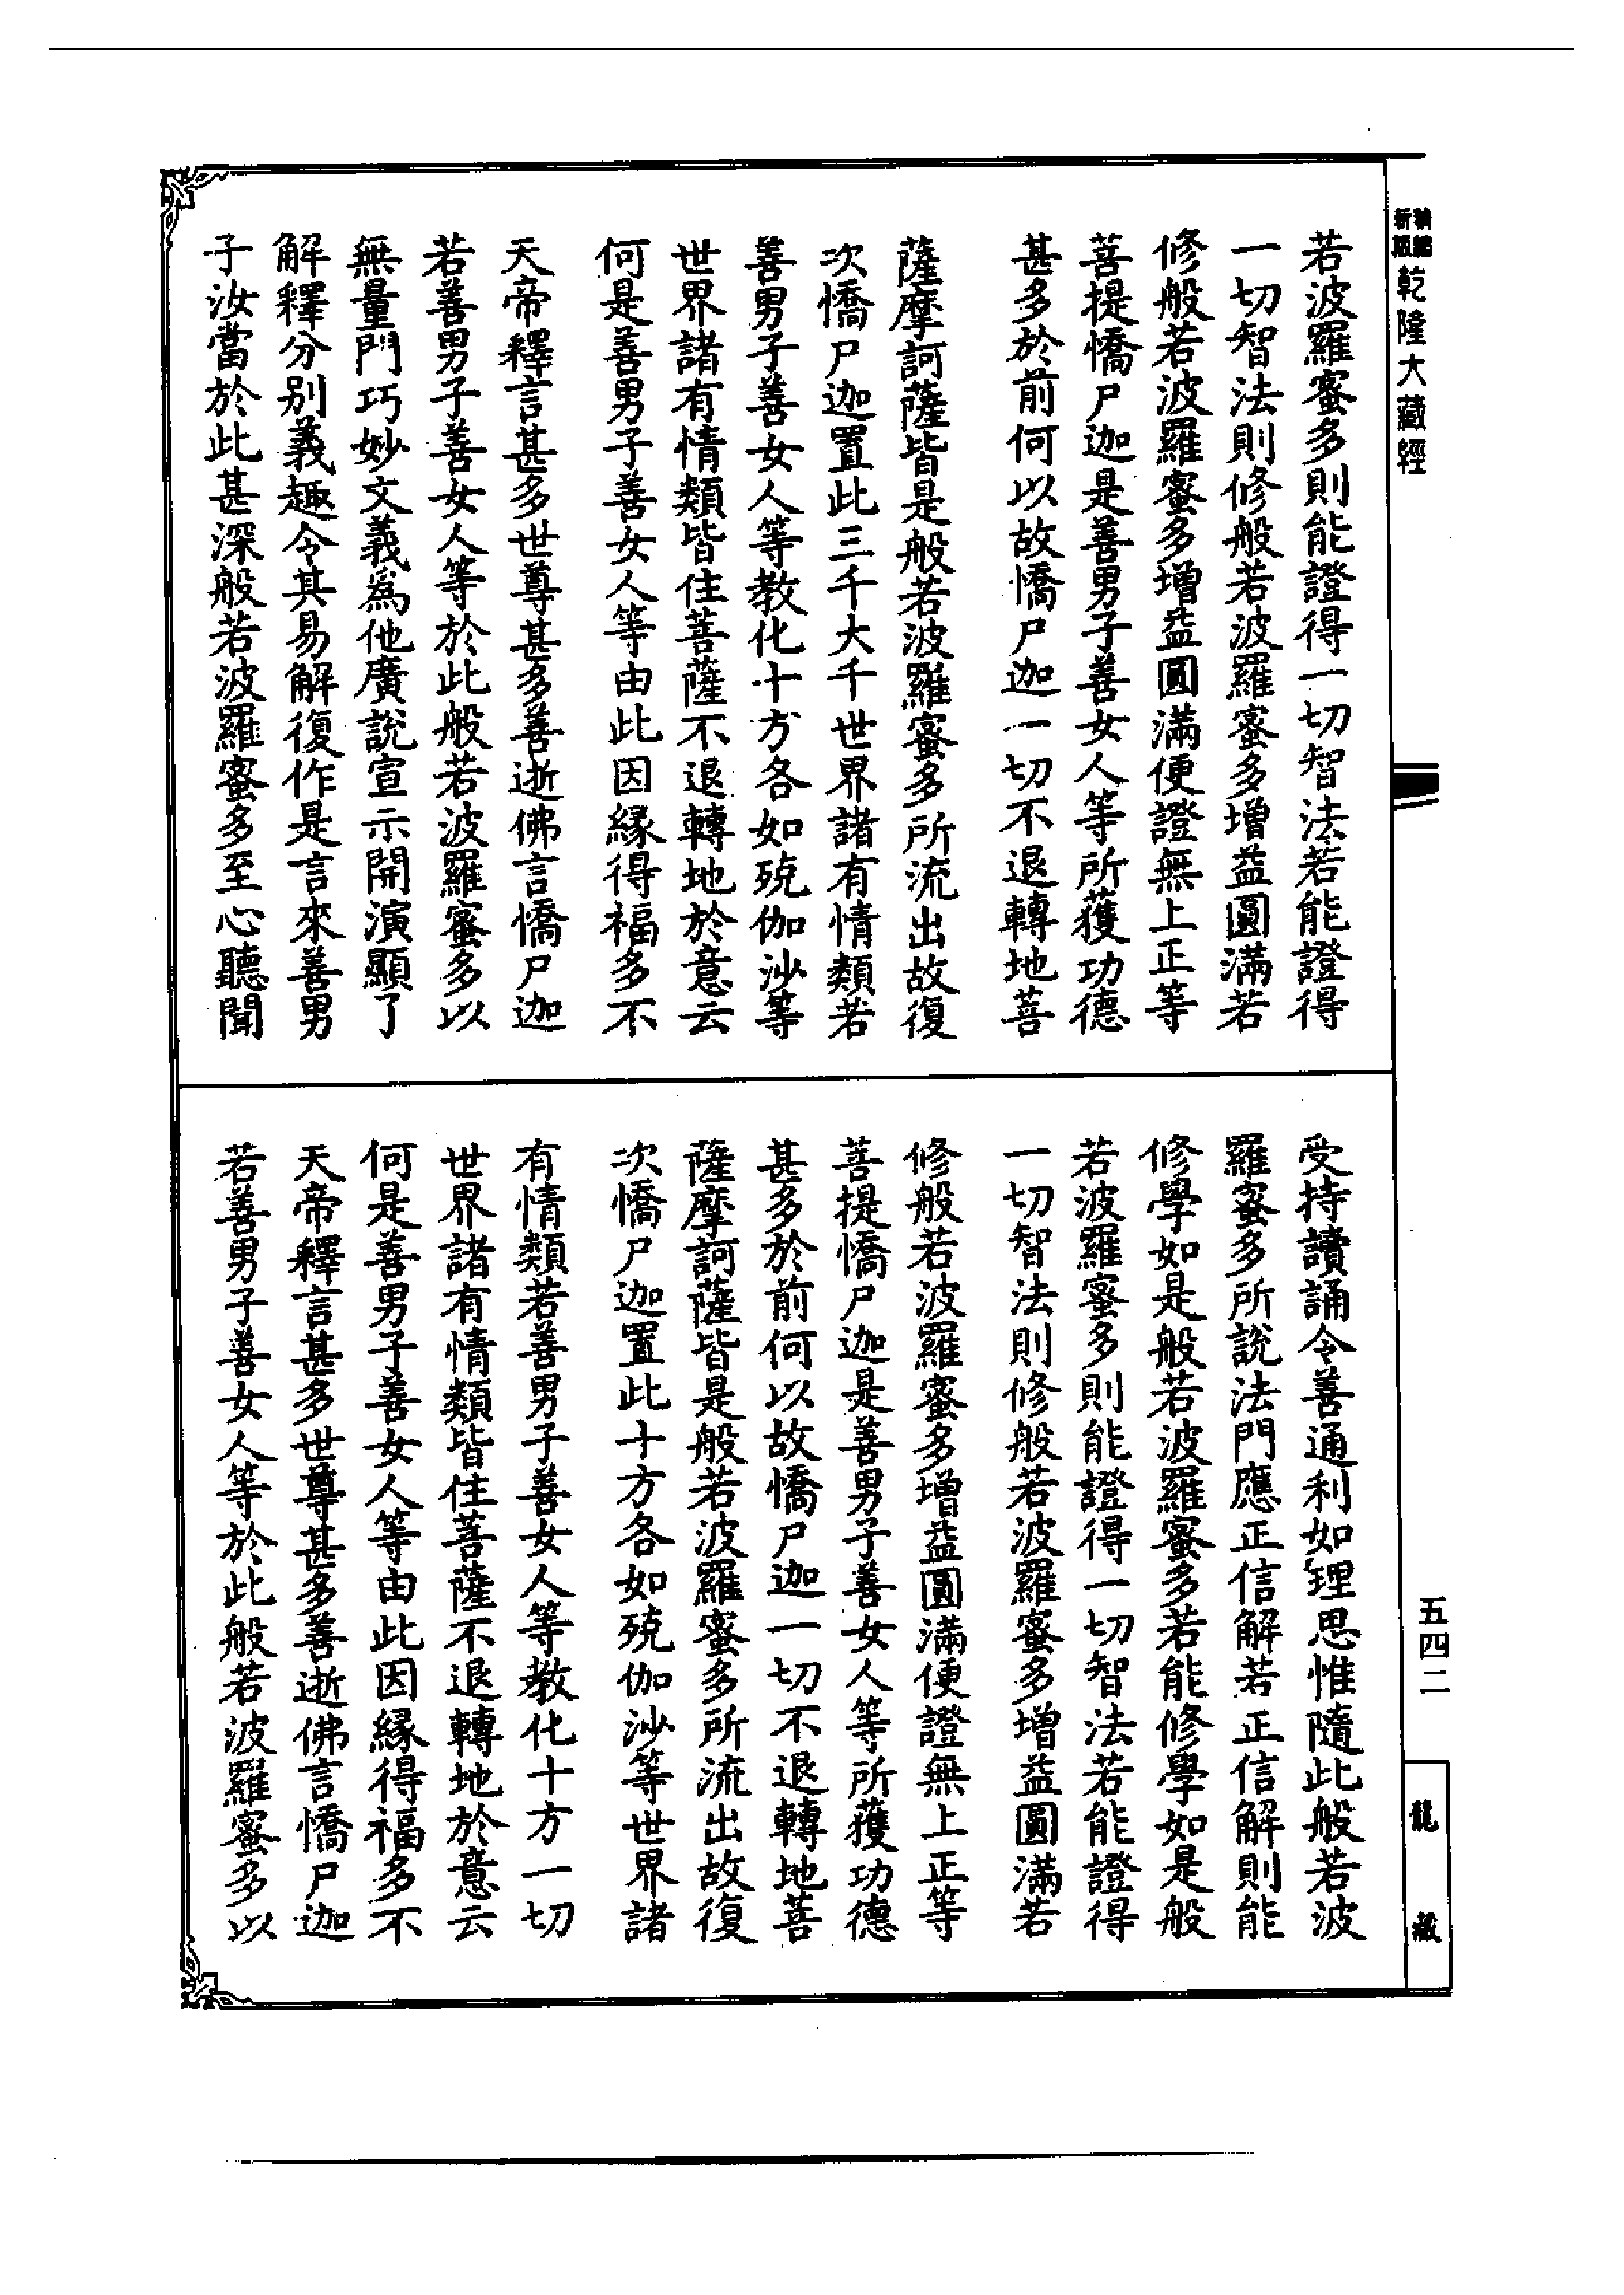 新編
新版
乾隆大藏經
若波羅蜜多則能證得一切智法若能證得
一切智法則修般若波羅蜜多增益圓滿若
修般若波羅蜜多增益圓滿便證無上正等
菩提憍尸迦是善男子善女人等所獲功德
甚多於前何以故憍尸迦一切不退轉地菩
薩摩訶薩皆是般若波羅蜜多所流出故復
次憍尸迦置此三千大千世界諸有情類若
善男子善女人等教化十方各如殑伽沙等
世界諸有情類皆住菩薩不退轉地於意云
何是善男子善女人等由此因緣得福多不
天帝釋言甚多世尊甚多善逝佛言憍尸迦
若善男子善女人等於此般若波羅蜜多以
無量門巧妙文義為他廣說宣示開演顯了
解釋分別義趣令其易解復作是言來善男
子汝當於此甚深般若波羅蜜多至心聽聞
受持讀誦令善通利如理思惟隨此般若波
羅蜜多所說法門應正信解若正信解則能
修學如是般若波羅蜜多若能修學如是般
若波羅蜜多則能證得一切智法若能證得
一切智法則修般若波羅蜜多增益圓滿若
修般若波羅蜜多增益圓滿便證無上正等
菩提憍尸迦是善男子善女人等所獲功德
甚多於前何以故憍尸迦一切不退轉地菩
薩摩訶薩皆是般若波羅蜜多所流出故復
次憍尸迦置此十方各如殑伽沙等世界諸
有情類若善男子善女人等教化十方一切
世界諸有情類皆住菩薩不退轉地於意云
何是善男子善女人等由此因緣得福多不
天帝釋言甚多世尊甚多善逝佛言憍尸迦
若善男子善女人等於此般若波羅蜜多以
五四二
龍藏